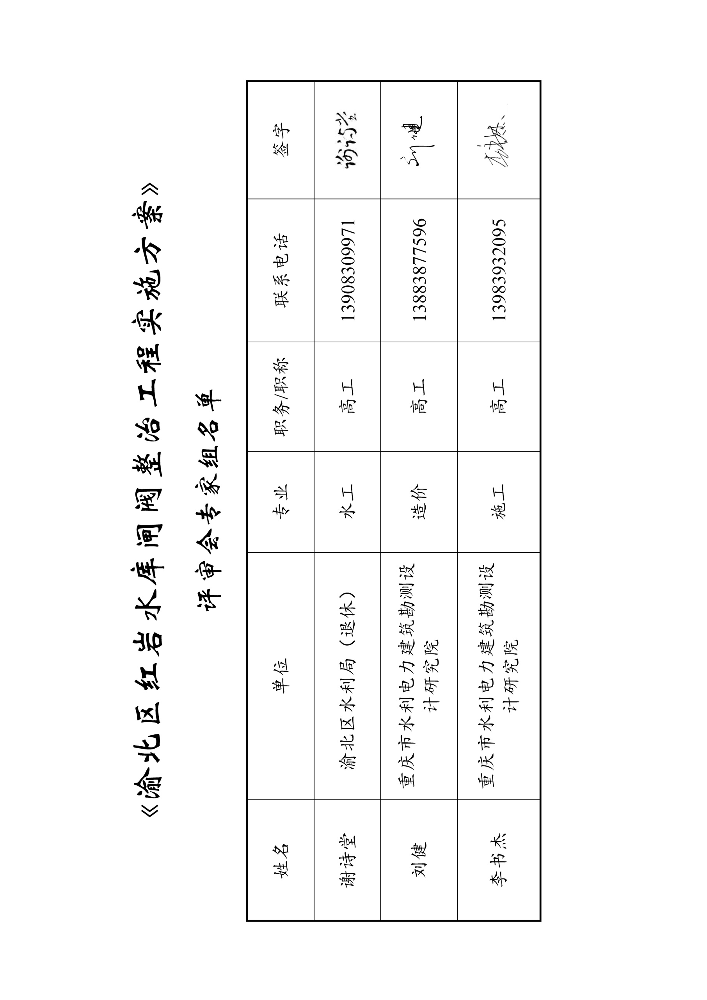 《渝北区红岩水库闸阀整治工程实施方案》
评审会专家组名单
姓名 单位 专业 职务/职称 联系电话 签字
谢诗堂 渝北区水利局（退休） 水工 高工 13908309971 谢诗堂
刘健 重庆市水利电力建筑勘测设
计研究院 造价 高工 13883877596 刘健
李书杰 重庆市水利电力建筑勘测设
计研究院 施工 高工 13983932095